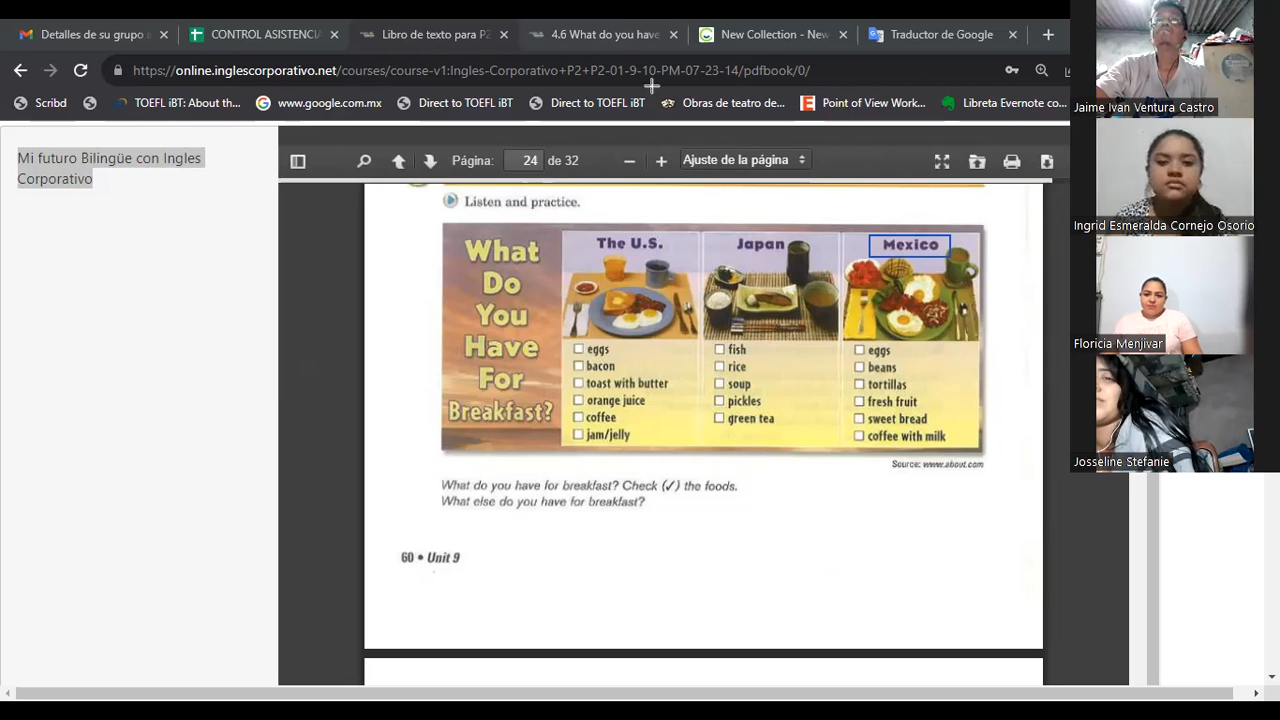 Detalles de su grupo a
CONTROL ASISTENCIA
Libro de texto para P2
4.6 What do you have
New Collection - New
Traductor de Google
https://online.inglescorporativo.net/courses/course-v1:Ingles-Corporativo+P2+P2-01-9-10-PM-07-23-14/pdfbook/0/
Scribd
TOEFL iBT: About th...
www.google.com.mx
Direct to TOEFL iBT
Direct to TOEFL iBT
Obras de teatro de...
Point of View Work...
Libreta Evernote co...
Mi futuro Bilingüe con Ingles
Corporativo
Página:
24
de 32
Ajuste de la página
Listen and practice.
What
Do
You
Have
For
Breakfast?
The U.S.
eggs
bacon
toast with butter
orange juice
coffee
jam/jelly
Japan
fish
rice
soup
pickles
green tea
Mexico
eggs
beans
tortillas
fresh fruit
sweet bread
coffee with milk
Source: www.about.com
What do you have for breakfast? Check (✓) the foods.
What else do you have for breakfast?
60 • Unit 9
Jaime Ivan Ventura Castro
Ingrid Esmeralda Cornejo Osorio
Floricia Menjivar
Josseline Stefanie